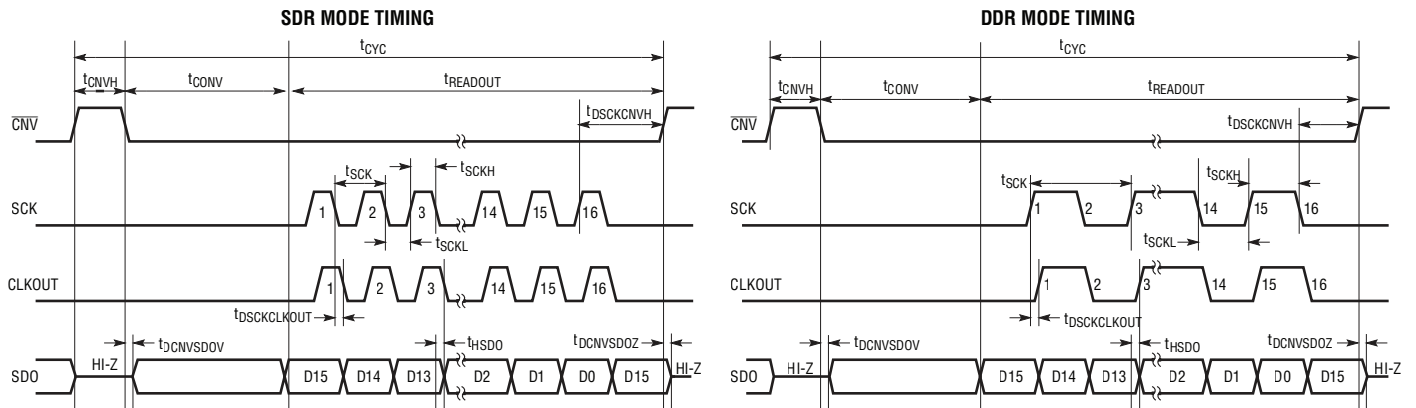 SDR MODE TIMING
tCYC
tCNVH
tCONV
tREADOUT
tDSCKCNVH
CNV
tSCK
tSCKH
SCK
1 2 3 14 15 16
tSCKL
CLKOUT
1 2 3 14 15 16
tDSCKCLKOUT
tDCNVSDOV
tHSDO
tDCNVSDOZ
SDO HI-Z D15 D14 D13 D2 D1 D0 D15 HI-Z
DDR MODE TIMING
tCYC
tCNVH
tCONV
tREADOUT
tDSCKCNVH
CNV
tSCK
tSCKH
SCK
1 2 3 14 15 16
tSCKL
CLKOUT
1 2 3 14 15 16
tDSCKCLKOUT
tDCNVSDOV
tHSDO
tDCNVSDOZ
SDO HI-Z D15 D14 D13 D2 D1 D0 D15 HI-Z